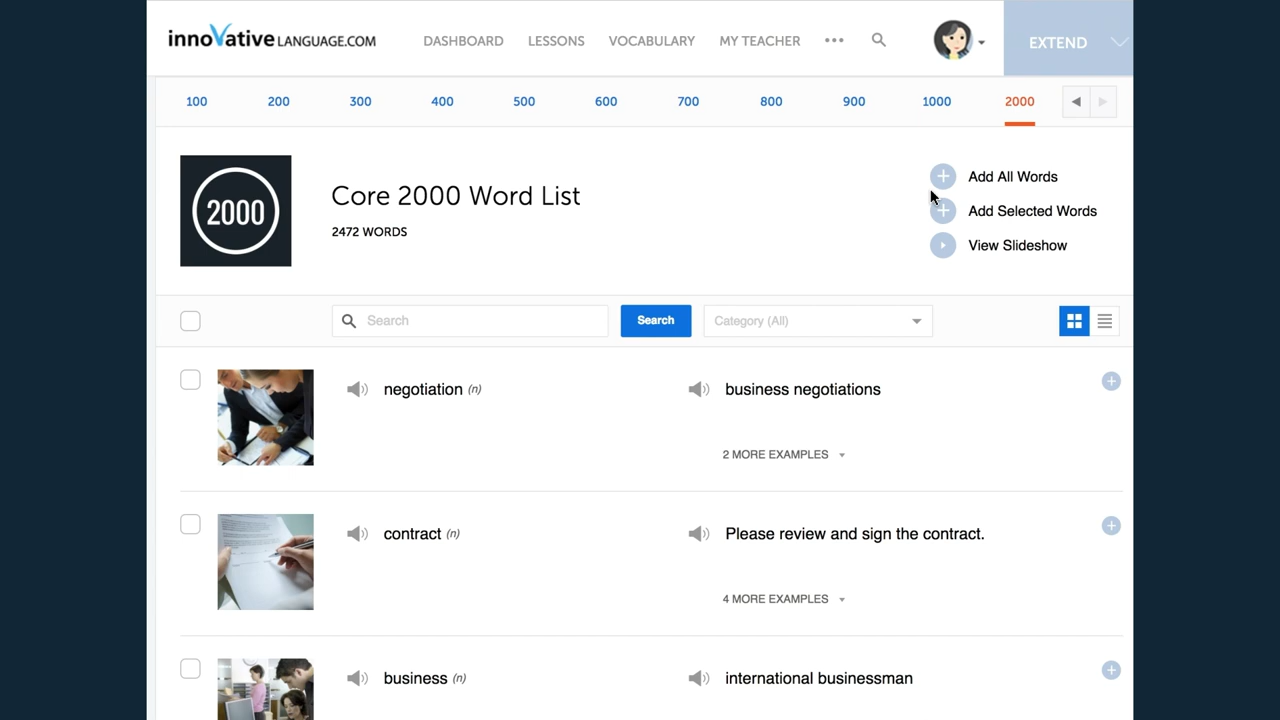 innoVative LANGUAGE.COM
DASHBOARD LESSONS VOCABULARY MY TEACHER EXTEND
100 200 300 400 500 600 700 800 900 1000 2000
2000
Core 2000 Word List
2472 WORDS
Add All Words
Add Selected Words
View Slideshow
Search Search Category (All)
negotiation (n) business negotiations
2 MORE EXAMPLES
contract (n) Please review and sign the contract.
4 MORE EXAMPLES
business (n) international businessman